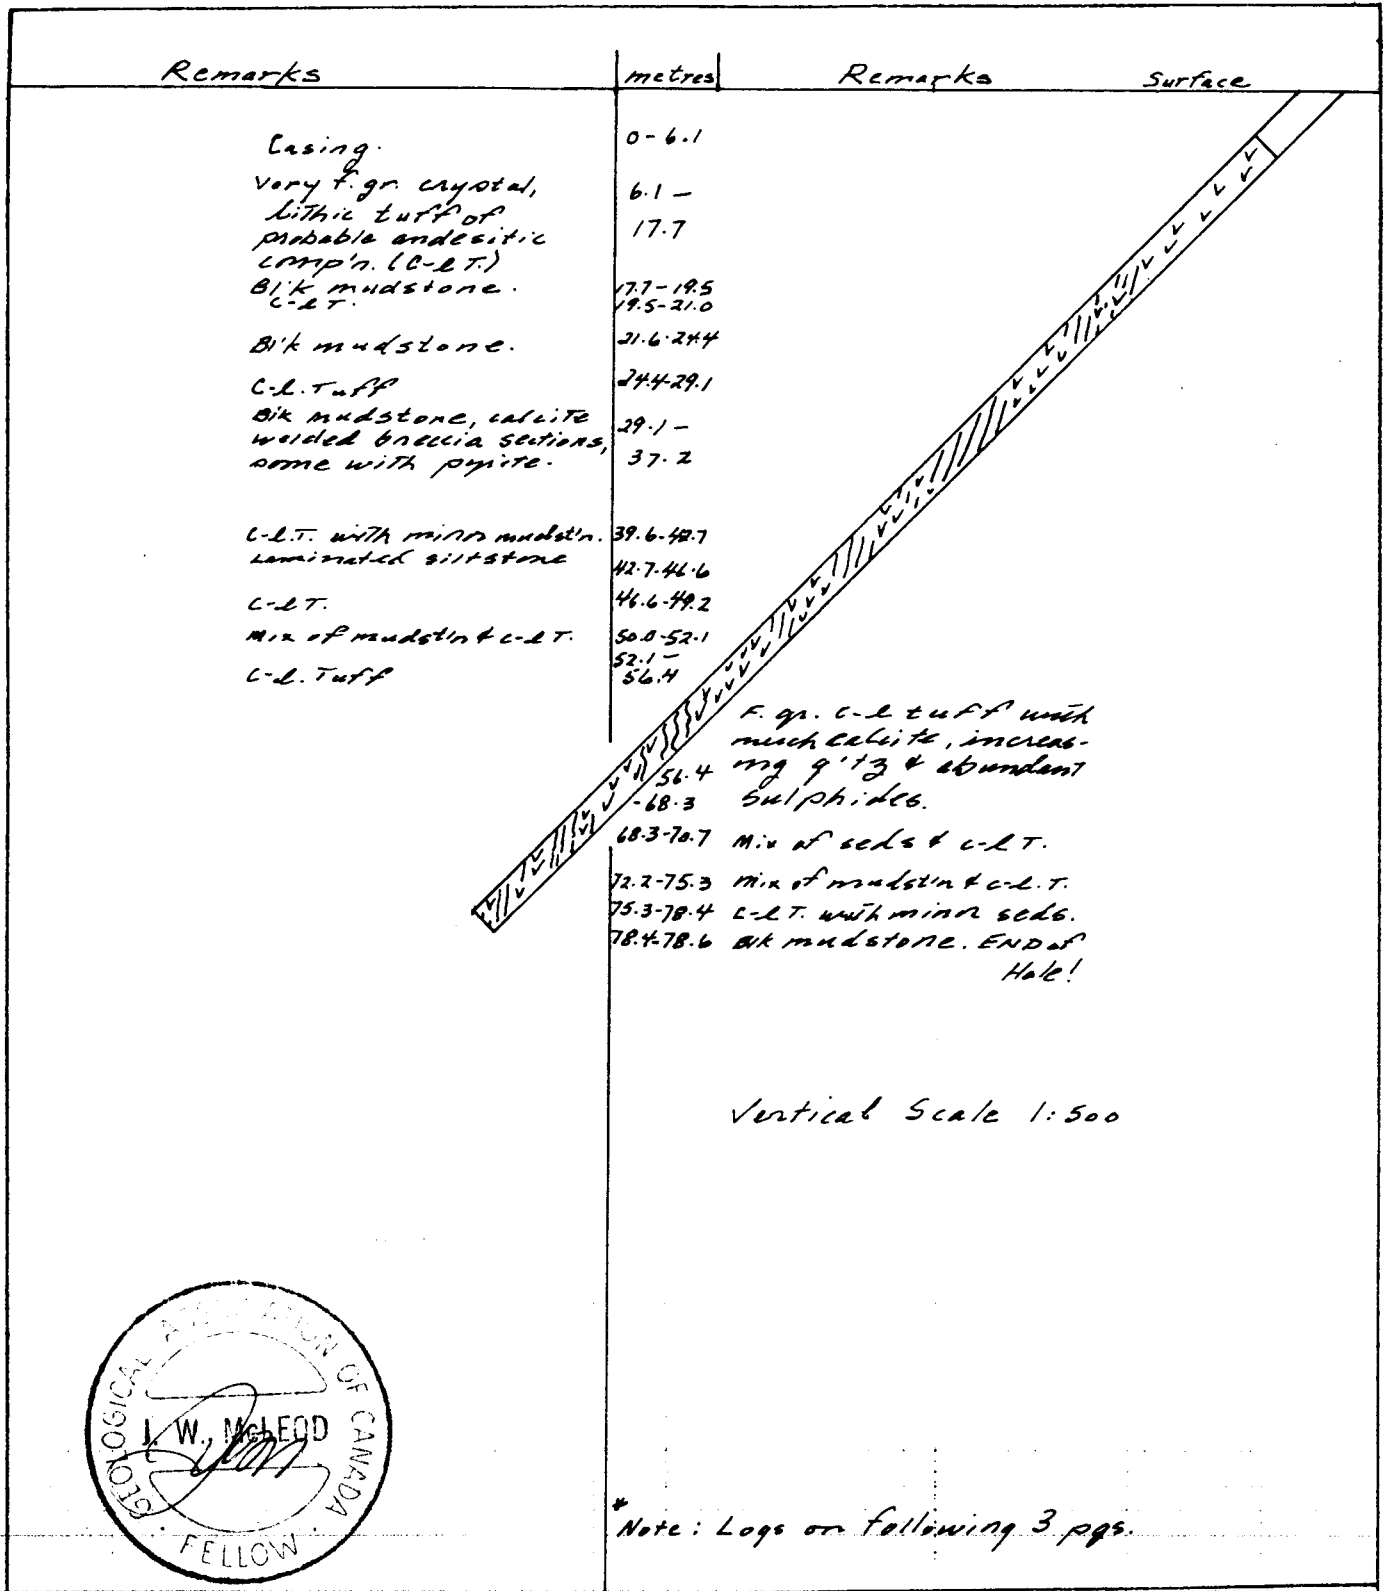 Remarks metres Remarks Surface
Casing. 0-6.1
Very f. gr. crystal, 6.1 -
lithic tuff of 17.7
probable andesitic
comp'n. (C-l T.)
Bl'k mudstone. 17.7-19.5
C-l T. 19.5-21.0
Bl'k mudstone. 21.6-24.4
C-l. Tuff 24.4-29.1
Blk mudstone, calcite 29.1 -
welded breccia sections,
some with pyrite. 37.2
C-l.T. with minor mudst'n. 39.6-42.7
Laminated siltstone 42.7-46.6
C-l T. 46.6-49.2
Mix of mudst'n & c-l T. 50.0-52.1
52.1 -
C-l. Tuff 56.4
F. gr. c-l tuff with
much calcite, increas-
56.4 ing q'tz & abundant
-68.3 sulphides.
68.3-70.7 Mix of seds & c-l T.
72.2-75.3 Mix of mudst'n & c-l. T.
75.3-78.4 C-l T. with minor seds.
78.4-78.6 Blk mudstone. END of
Hole!
Vertical Scale 1:500
GEOLOGICAL ASSOCIATION OF CANADA
J. W. McLEOD
FELLOW
* Note: Logs on following 3 pgs.